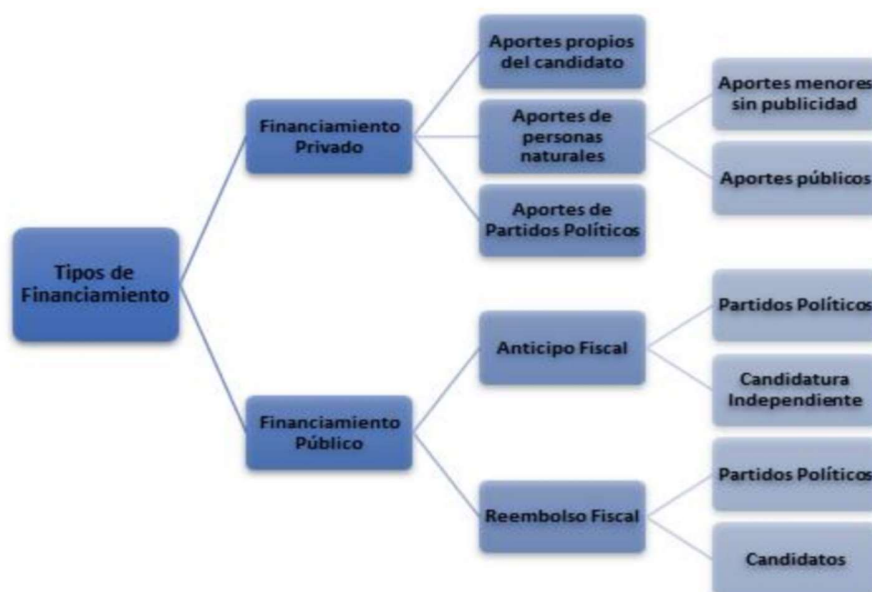 Tipos de
Financiamiento
Financiamiento
Privado
Aportes propios
del candidato
Aportes de
personas
naturales
Aportes menores
sin publicidad
Aportes públicos
Aportes de
Partidos Políticos
Financiamiento
Público
Anticipo Fiscal
Partidos Políticos
Candidatura
Independiente
Reembolso Fiscal
Partidos Políticos
Candidatos